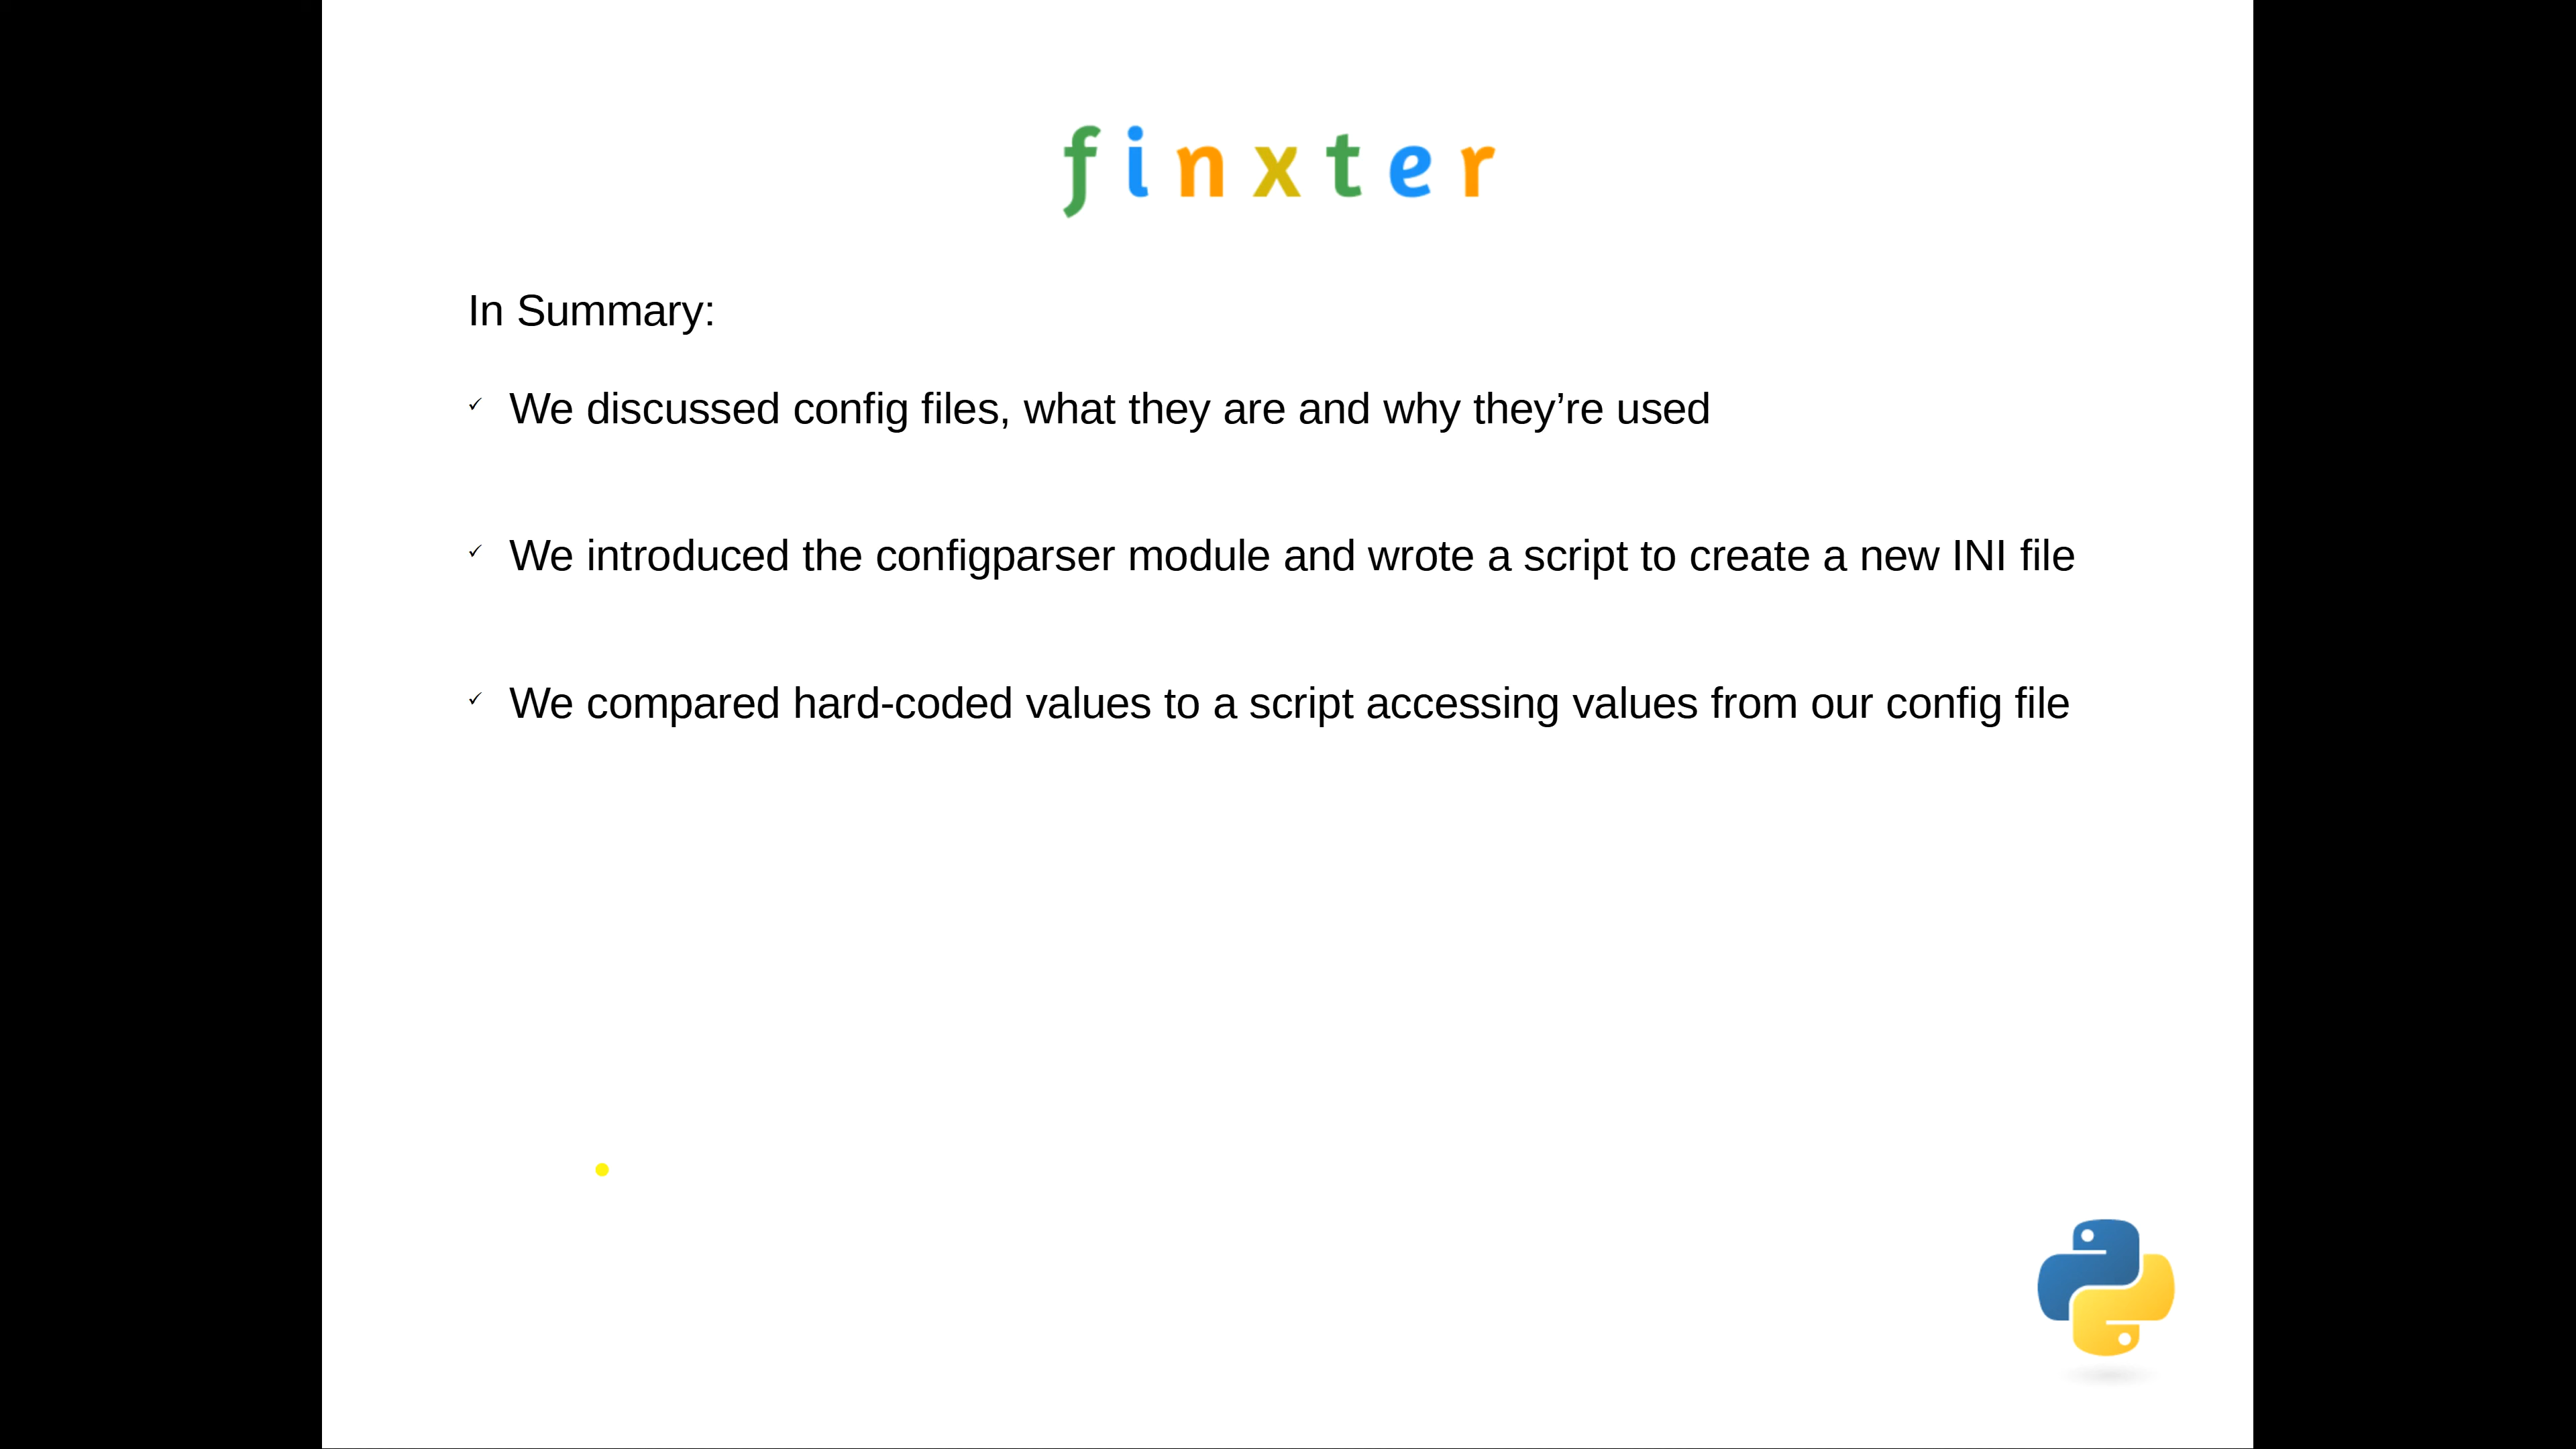 finxter
In Summary:
✓ We discussed config files, what they are and why they’re used
✓ We introduced the configparser module and wrote a script to create a new INI file
✓ We compared hard-coded values to a script accessing values from our config file